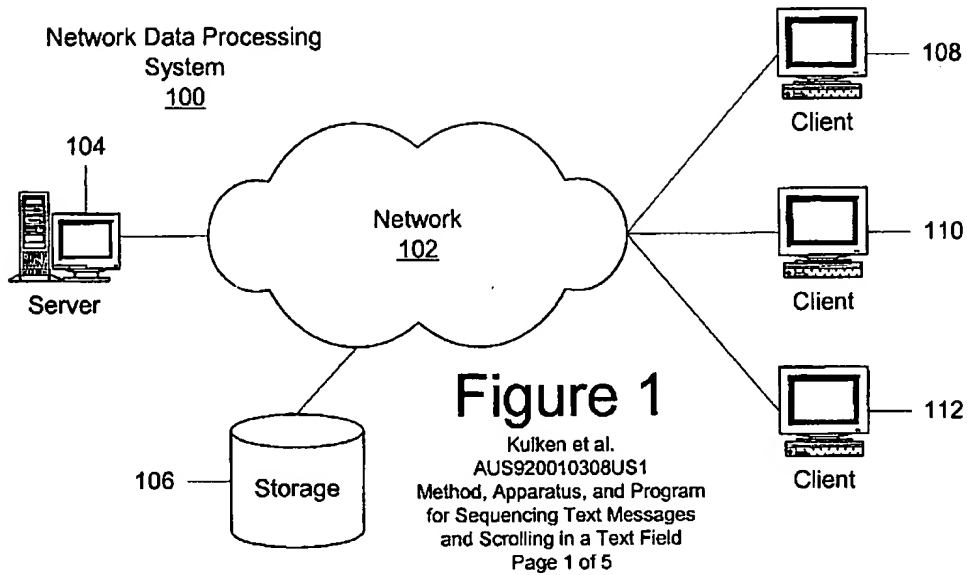 Network Data Processing
System
100
104
Server
Network
102
108
Client
110
Client
112
Client
106
Storage
Figure 1
Kulken et al.
AUS920010308US1
Method, Apparatus, and Program
for Sequencing Text Messages
and Scrolling in a Text Field
Page 1 of 5